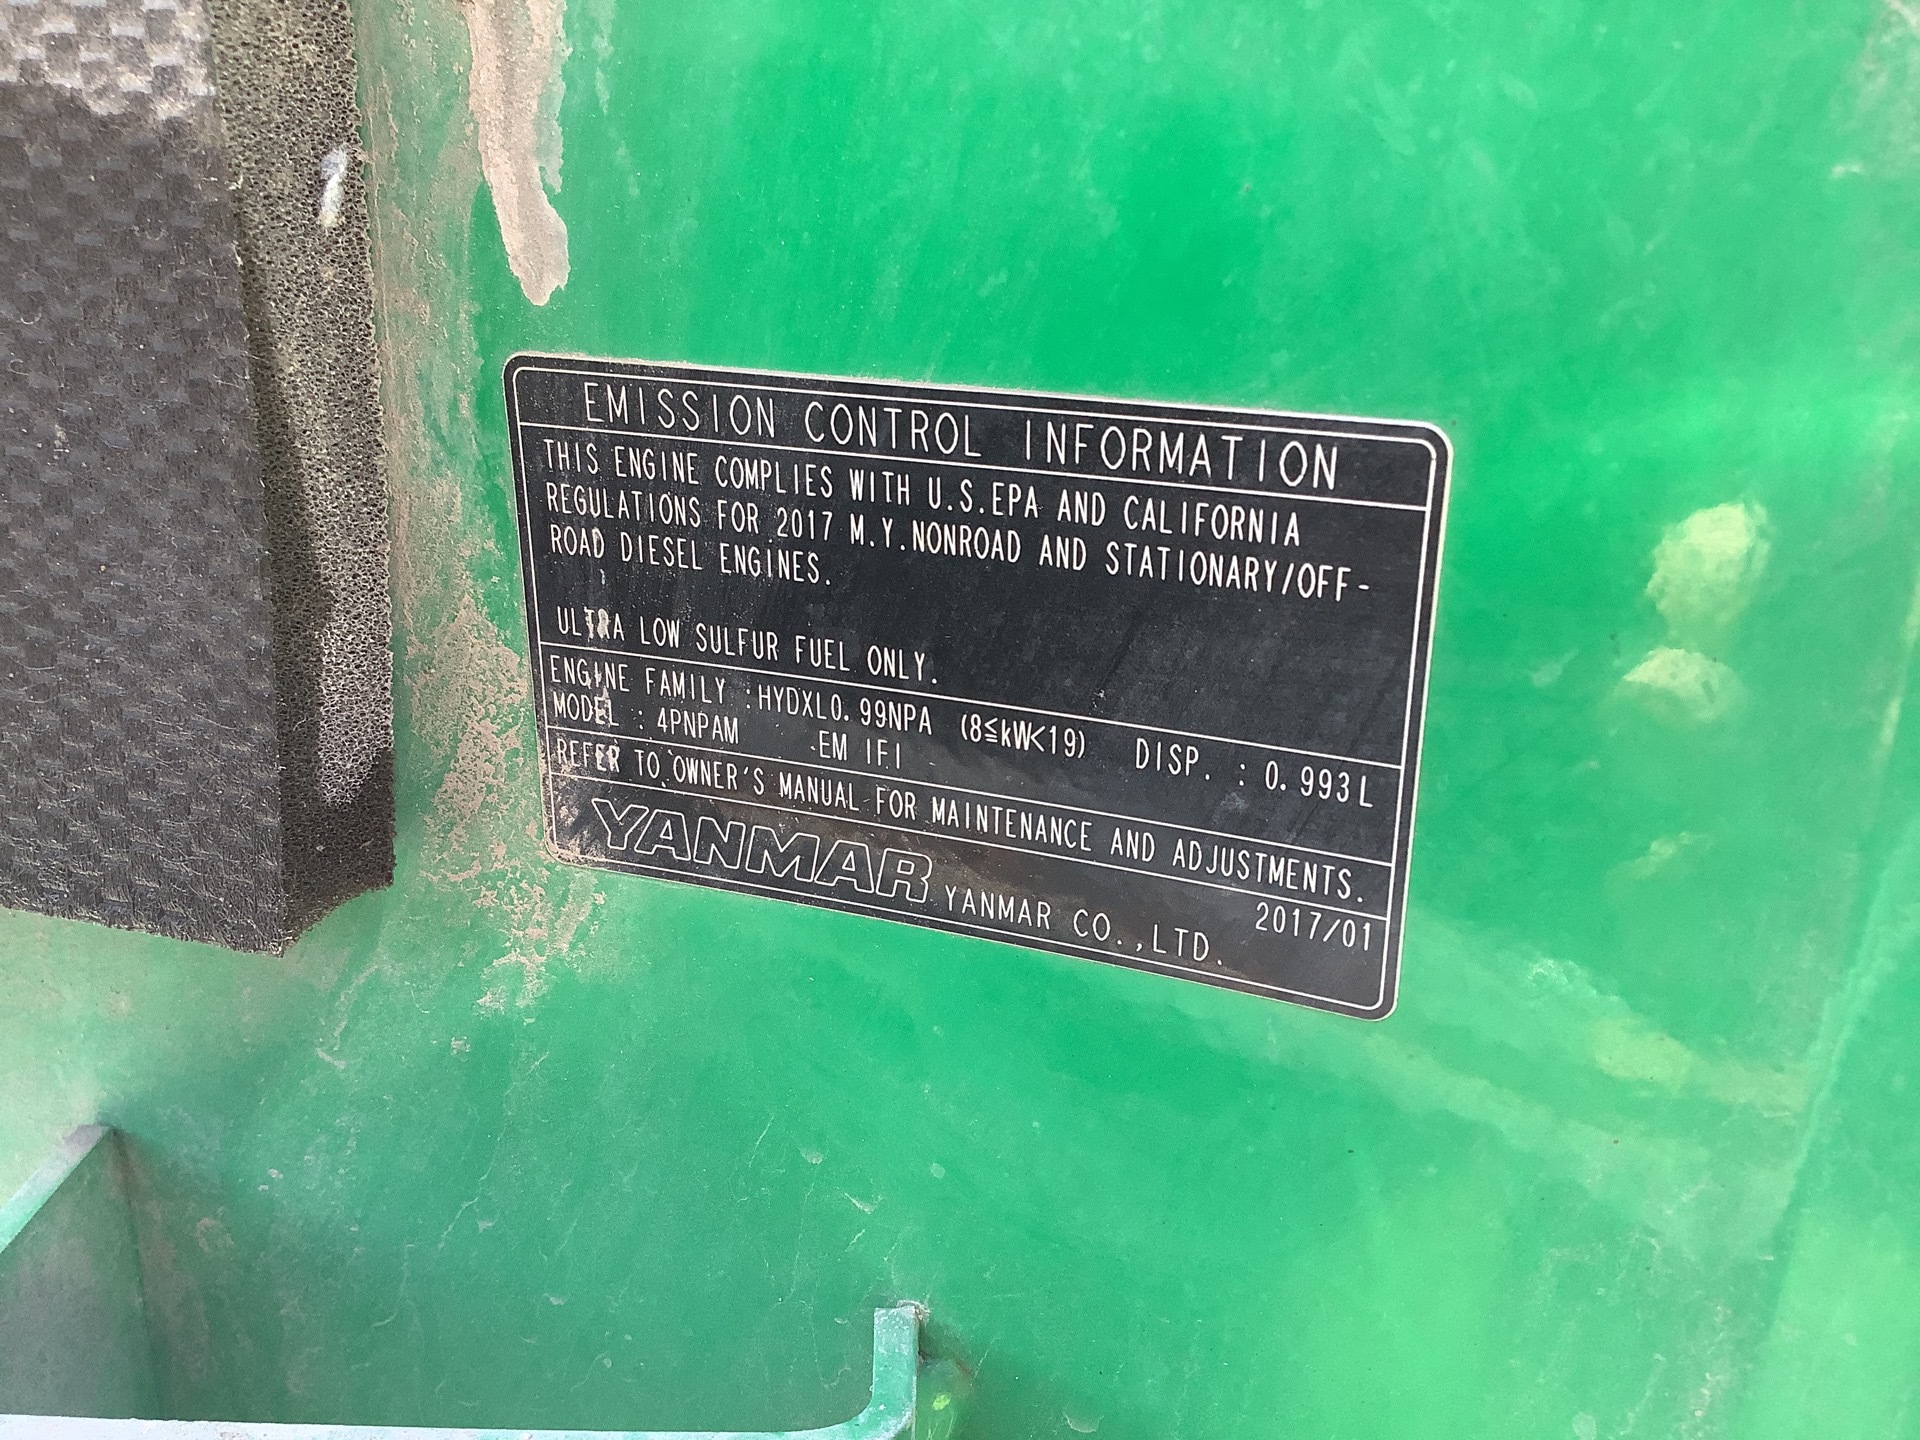 EMISSION CONTROL INFORMATION
THIS ENGINE COMPLIES WITH U.S.EPA AND CALIFORNIA
REGULATIONS FOR 2017 M.Y.NONROAD AND STATIONARY/OFF-
ROAD DIESEL ENGINES.
ULTRA LOW SULFUR FUEL ONLY.
ENGINE FAMILY :HYDXL0.99NPA (8≦kW<19) DISP. : 0.993L
MODEL : 4PNPAM EM IFI
REFER TO OWNER'S MANUAL FOR MAINTENANCE AND ADJUSTMENTS.
2017/01
YANMAR YANMAR CO.,LTD.